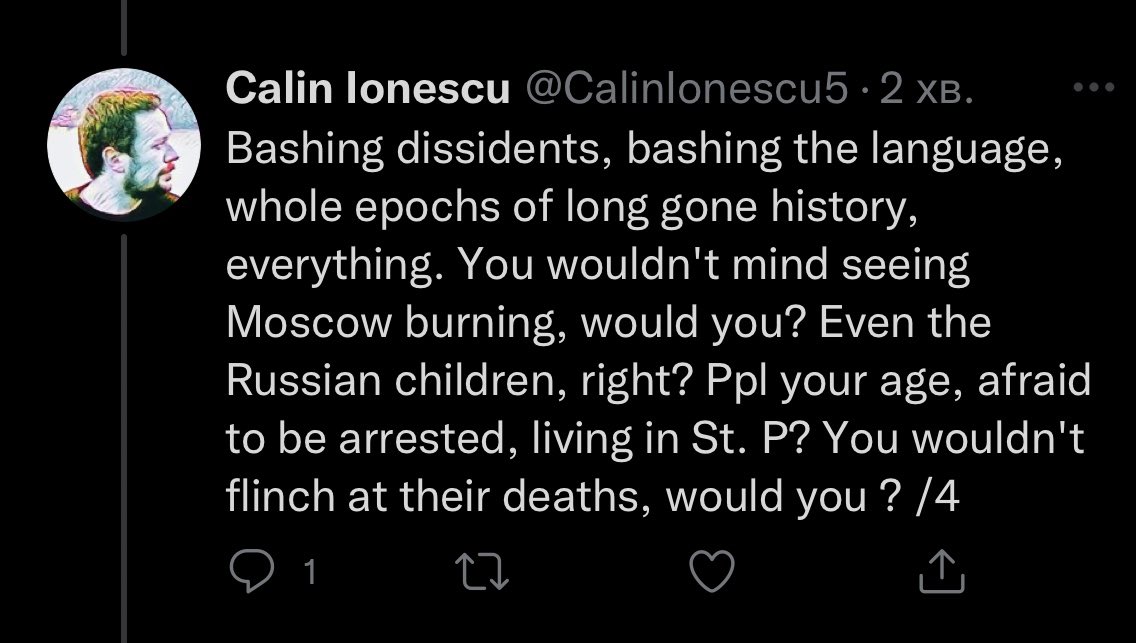 Calin Ionescu @CalinIonescu5 · 2 хв.
Bashing dissidents, bashing the language,
whole epochs of long gone history,
everything. You wouldn't mind seeing
Moscow burning, would you? Even the
Russian children, right? Ppl your age, afraid
to be arrested, living in St. P? You wouldn't
flinch at their deaths, would you ? /4
1